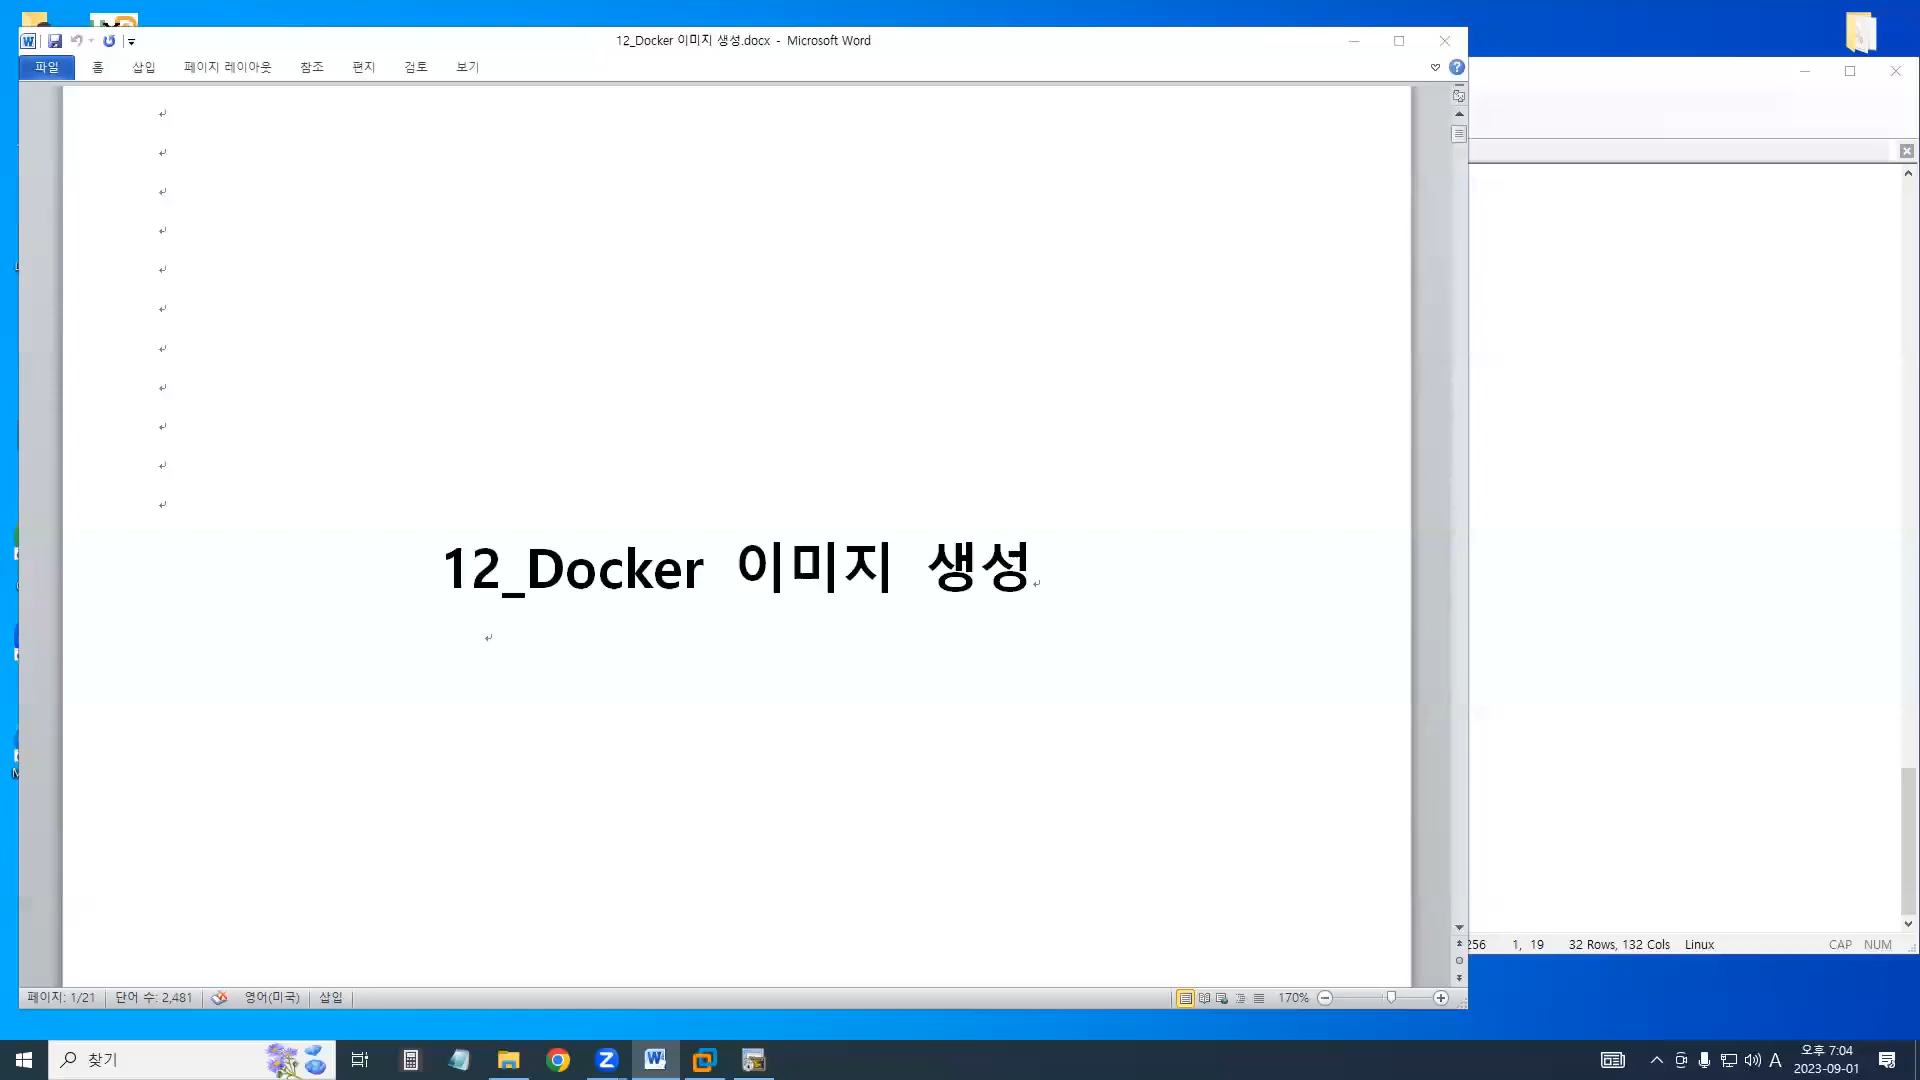 12_Docker 이미지 생성.docx - Microsoft Word
파일 홈 삽입 페이지 레이아웃 참조 편지 검토 보기
12_Docker 이미지 생성
256 1, 19 32 Rows, 132 Cols Linux CAP NUM
페이지: 1/21 단어 수: 2,481 영어(미국) 삽입 170%
찾기
A
오후 7:04
2023-09-01